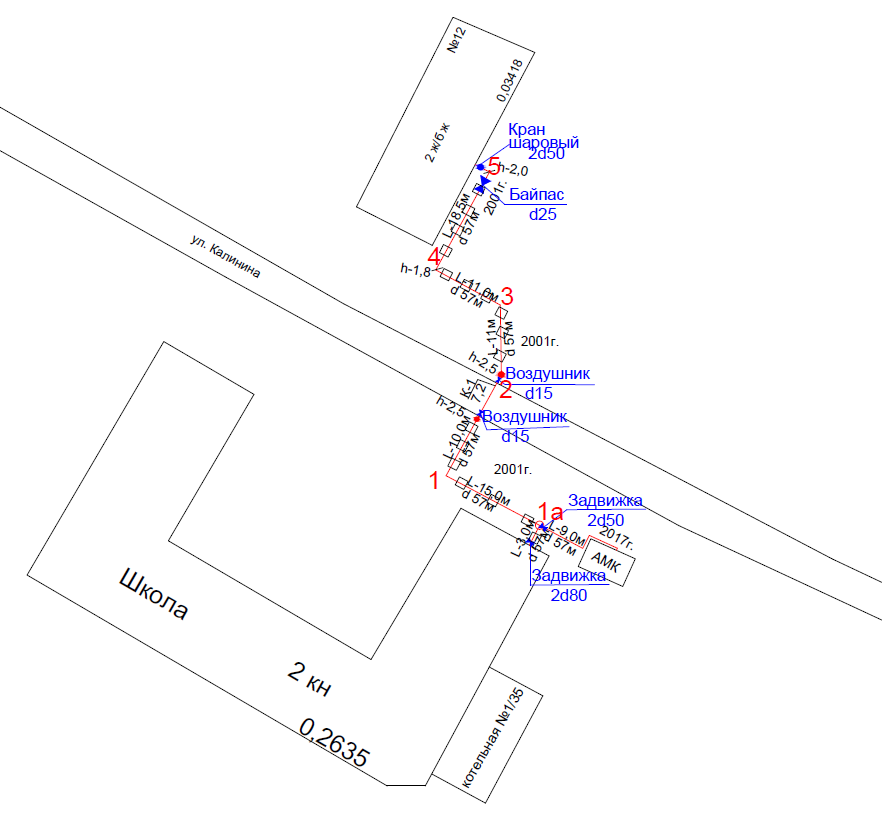 №12
0,03418
2 ж/б ж
Кран
шаровый
2d50
5
h-2,0
Байпас
d25
2001г.
L-18,5м
d 57м
4
h-1,8
L-11,0м
d 57м
3
ул. Калинина
L-11м
d 57м
2001г.
h-2,5
Воздушник
d15
2
К-1
7,2
h-2,5
Воздушник
d15
L-10,0м
d 57м
1
2001г.
L-15,0м
d 57м
1а
Задвижка
2d50
L-9,0м
d 57м
2017г.
L-3,0м
d 57м
АМК
Задвижка
2d80
Школа
2 кн
0,2635
котельная №1/35